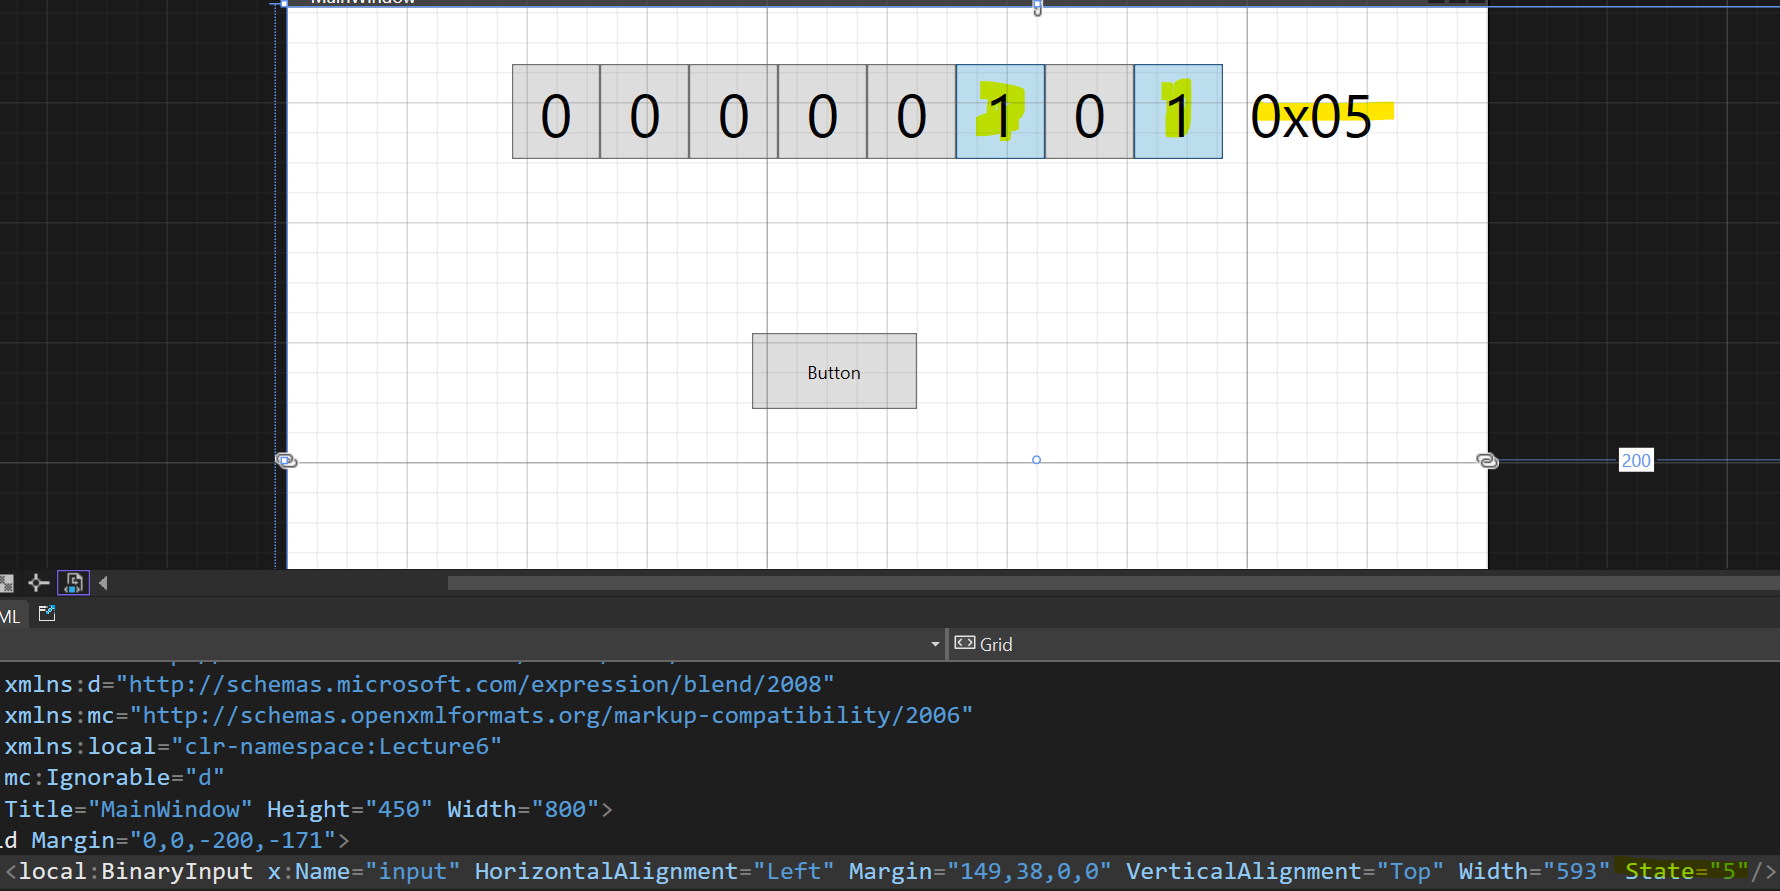 MainWindow
0 0 0 0 0 1 0 1 0x05
Button
200
ML
Grid
xmlns:d="http://schemas.microsoft.com/expression/blend/2008"
xmlns:mc="http://schemas.openxmlformats.org/markup-compatibility/2006"
xmlns:local="clr-namespace:Lecture6"
mc:Ignorable="d"
Title="MainWindow" Height="450" Width="800">
d Margin="0,0,-200,-171">
<local:BinaryInput x:Name="input" HorizontalAlignment="Left" Margin="149,38,0,0" VerticalAlignment="Top" Width="593" State="5"/>